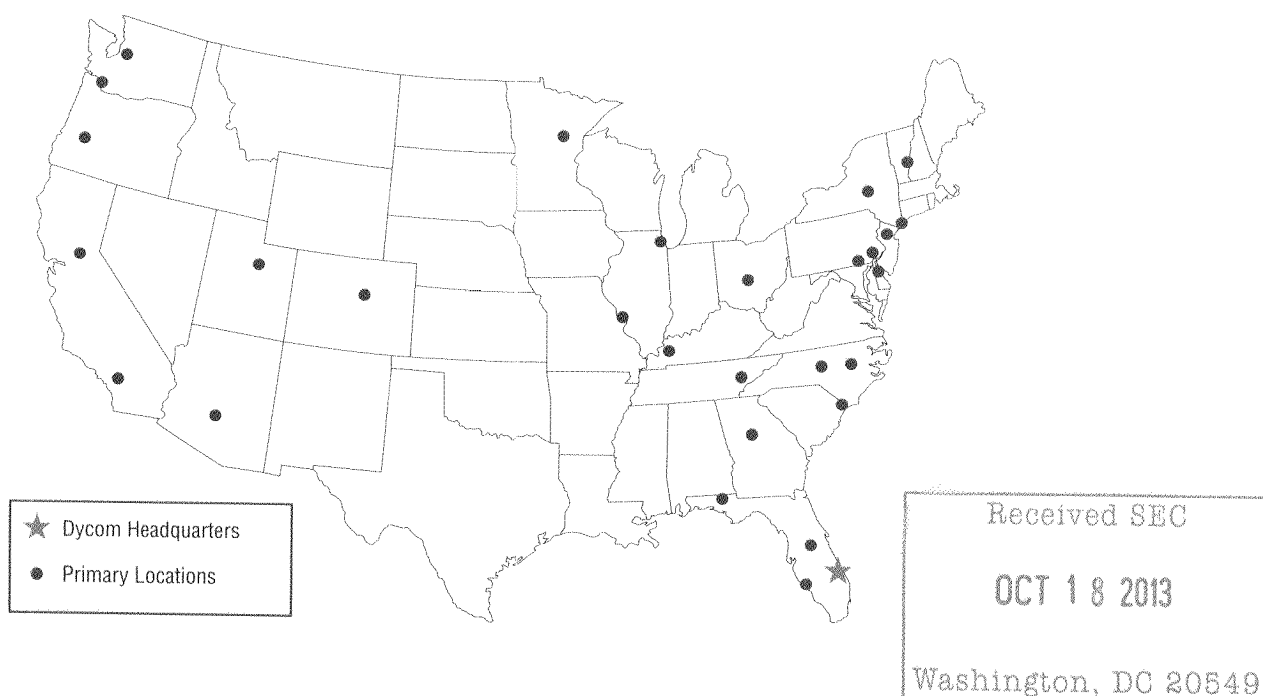 Dycom Headquarters
Primary Locations
Received SEC
OCT 18 2013
Washington, DC 20549